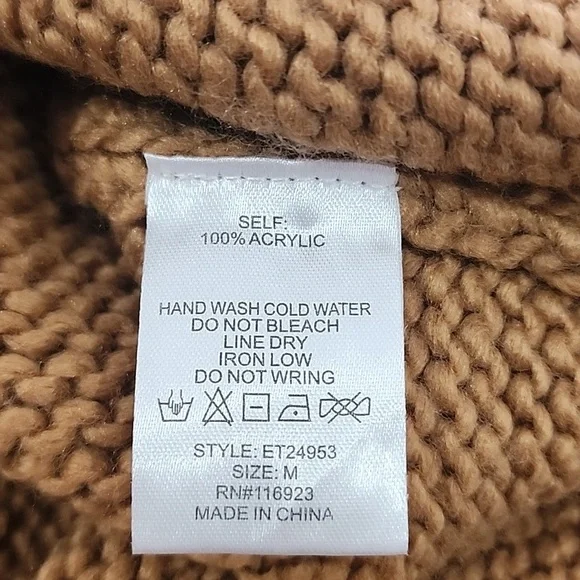 SELF:
100% ACRYLIC
HAND WASH COLD WATER
DO NOT BLEACH
LINE DRY
IRON LOW
DO NOT WRING
STYLE: ET24953
SIZE: M
RN#116923
MADE IN CHINA